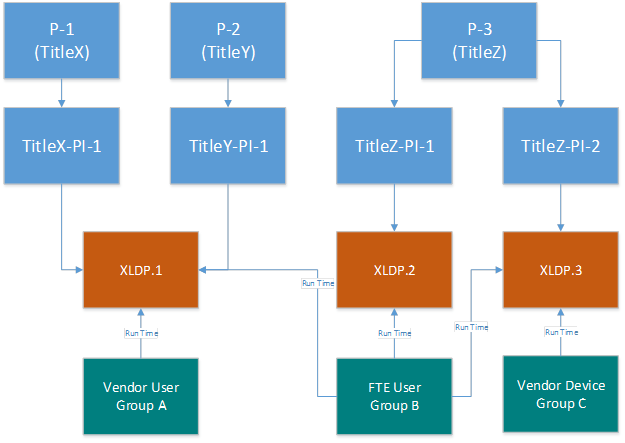 P-1
(TitleX)
P-2
(TitleY)
P-3
(TitleZ)
TitleX-PI-1
TitleY-PI-1
TitleZ-PI-1
TitleZ-PI-2
XLDP.1
XLDP.2
XLDP.3
Run Time
Run Time
Run Time
Run Time
Run Time
Vendor User
Group A
FTE User
Group B
Vendor Device
Group C